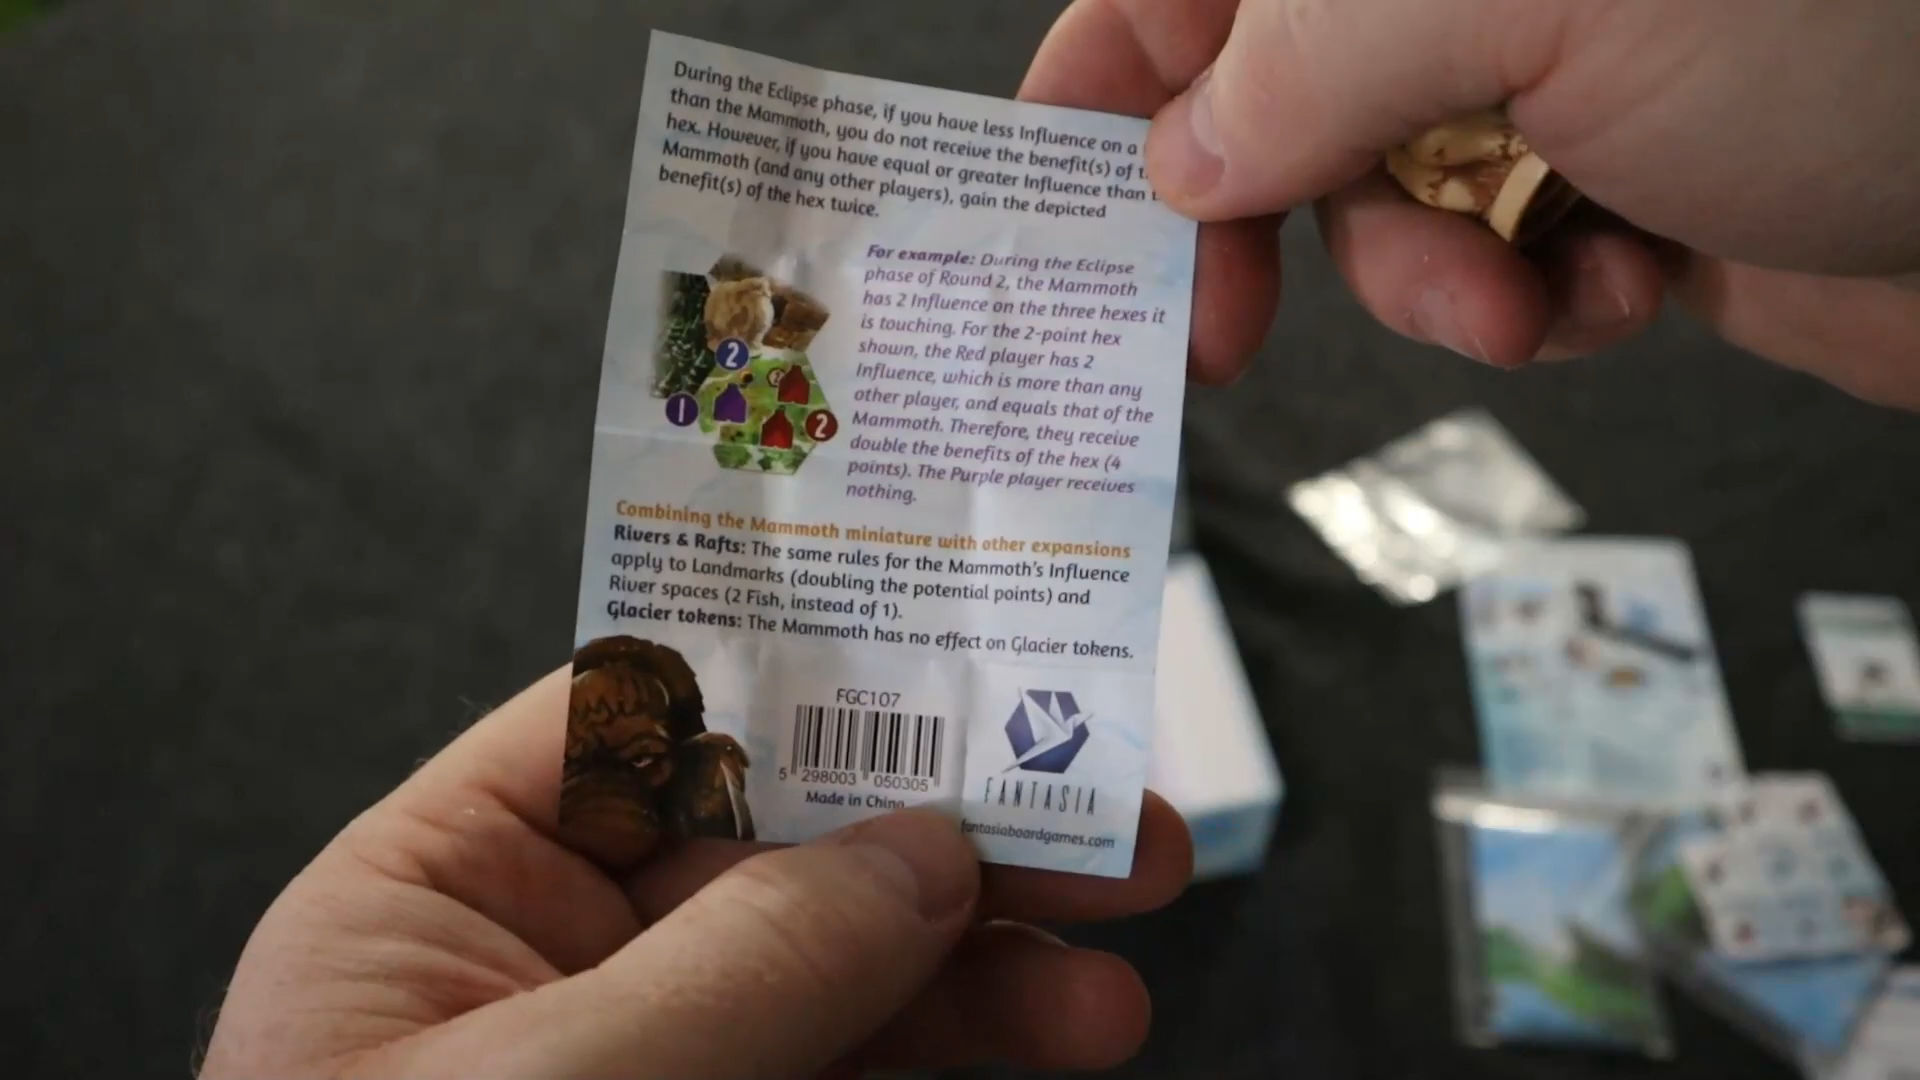 During the Eclipse phase, if you have less Influence on a
than the Mammoth, you do not receive the benefit(s) of
hex. However, if you have equal or greater Influence than
Mammoth (and any other players), gain the depicted
benefit(s) of the hex twice.
For example: During the Eclipse
phase of Round 2, the Mammoth
has 2 Influence on the three hexes it
is touching. For the 2-point hex
shown, the Red player has 2
Influence, which is more than any
other player, and equals that of the
Mammoth. Therefore, they receive
double the benefits of the hex (4
points). The Purple player receives
nothing.
2
2
1
2
Combining the Mammoth miniature with other expansions
Rivers & Rafts: The same rules for the Mammoth's Influence
apply to Landmarks (doubling the potential points) and
River spaces (2 Fish, instead of 1).
Glacier tokens: The Mammoth has no effect on Glacier tokens.
FGC107
5 298003 050305
Made in China
FANTASIA
fantasiaboardgames.com